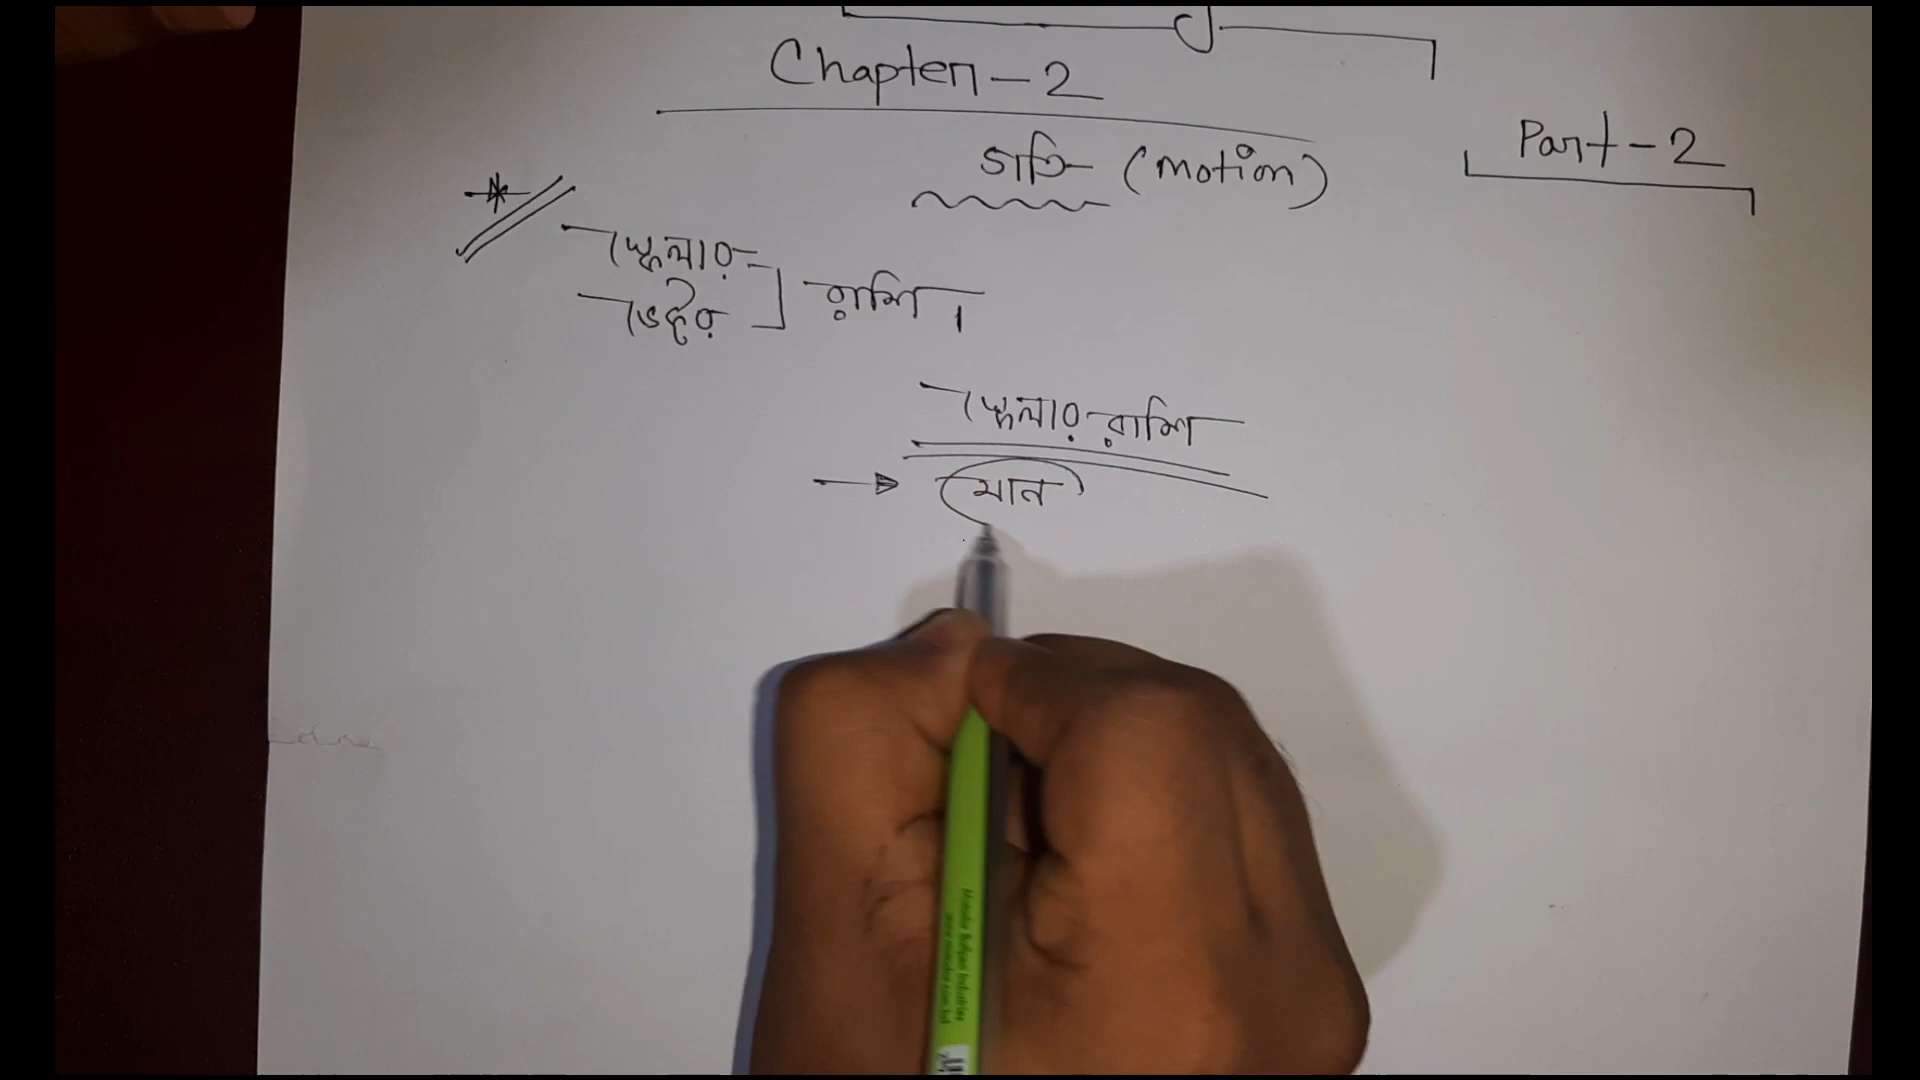 Chapter - 2
গতি (motion)
Part - 2
স্কেলার
ভেক্টর
রাশি ।
স্কেলার রাশি
→ মান